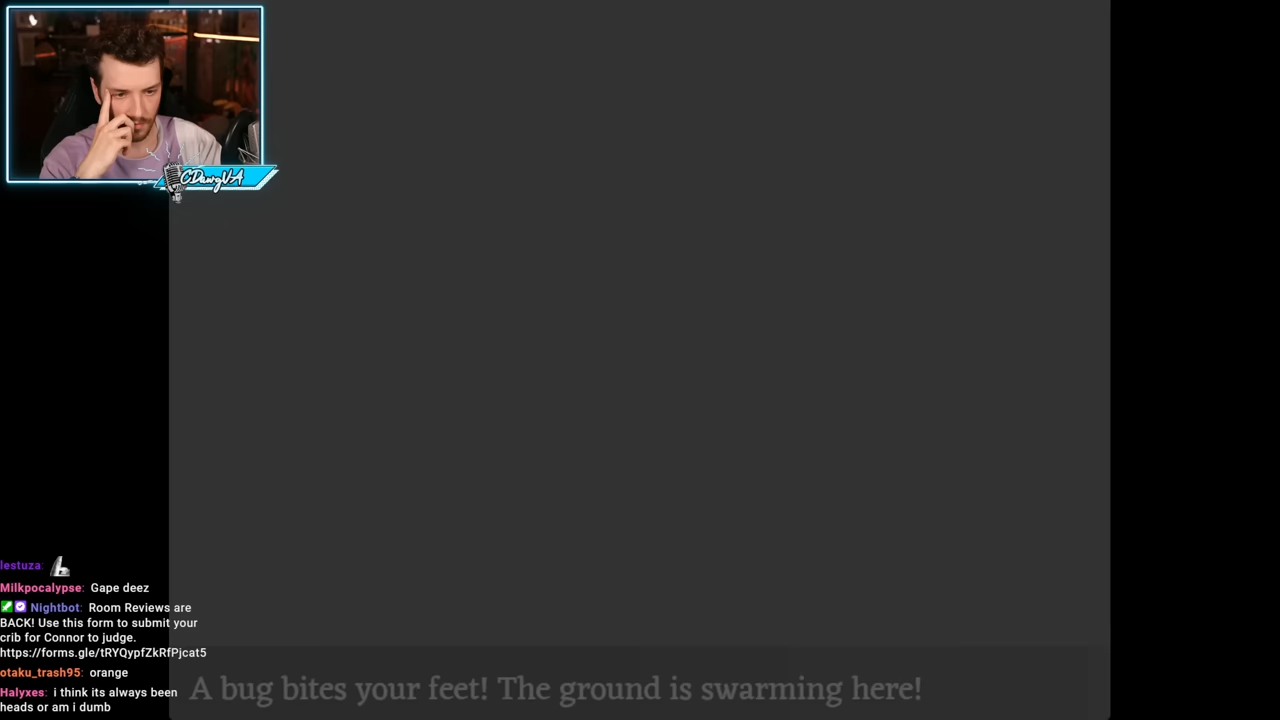 CDawgVA
lestuza:
Milkpocalypse: Gape deez
Nightbot: Room Reviews are
BACK! Use this form to submit your
crib for Connor to judge.
https://forms.gle/tRYQypfZkRfPjcat5
otaku_trash95: orange
Halyxes: i think its always been
heads or am i dumb
A bug bites your feet! The ground is swarming here!